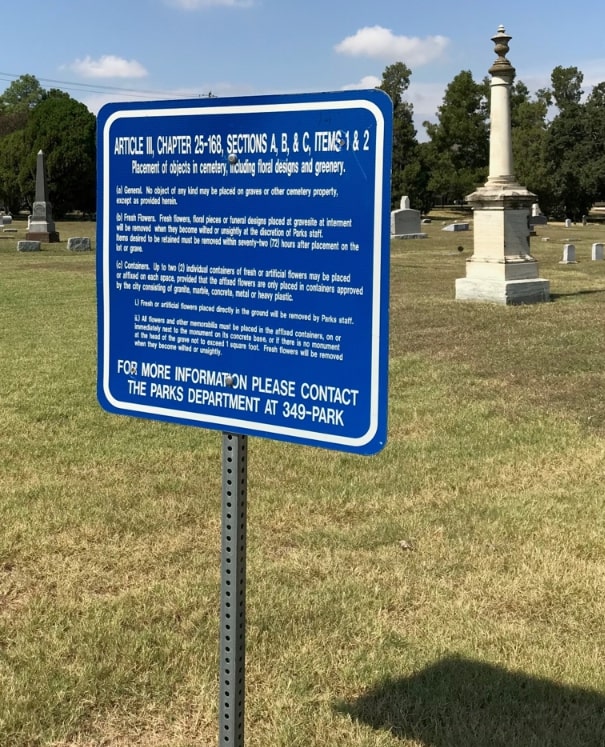 ARTICLE III, CHAPTER 25-168, SECTIONS A, B, & C, ITEMS 1 & 2
Placement of objects in cemetery, including floral designs and greenery.
(a) General. No object of any kind may be placed on graves or other cemetery property,
except as provided herein.
(b) Fresh Flowers. Fresh flowers, floral pieces or funeral designs placed at gravesite at interment
will be removed when they become wilted or unsightly at the discretion of Parks staff.
Items desired to be retained must be removed within seventy-two (72) hours after placement on the
lot or grave.
(c) Containers. Up to two (2) individual containers of fresh or artificial flowers may be placed
or affixed on each space, provided that the affixed flowers are only placed in containers approved
by the city consisting of granite, marble, concrete, metal or heavy plastic.
i.) Fresh or artificial flowers placed directly in the ground will be removed by Parks staff.
ii.) All flowers and other memorabilia must be placed in the affixed containers, on or
immediately next to the monument on its concrete base, or if there is no monument
at the head of the grave not to exceed 1 square foot. Fresh flowers will be removed
when they become wilted or unsightly.
FOR MORE INFORMATION PLEASE CONTACT
THE PARKS DEPARTMENT AT 349-PARK